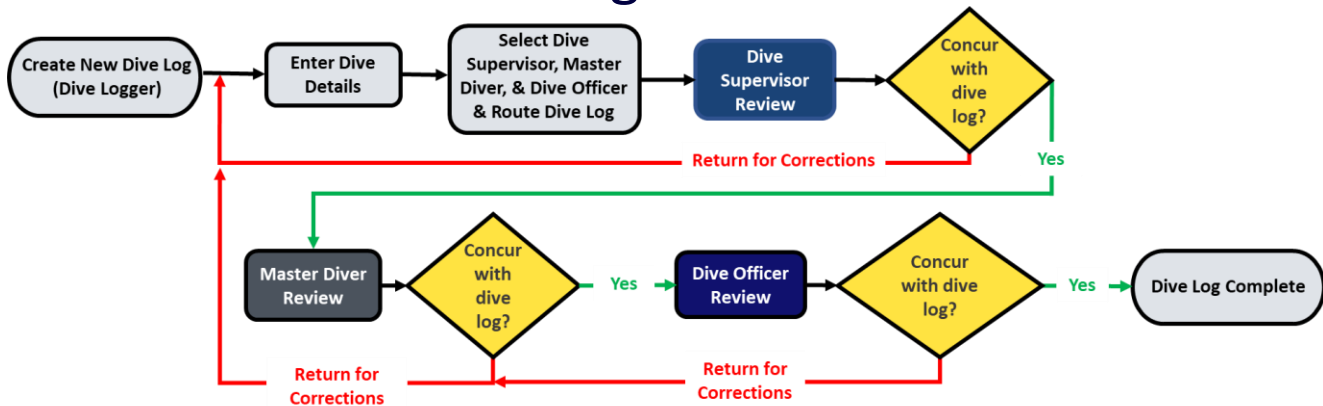 Create New Dive Log
(Dive Logger)
Enter Dive
Details
Select Dive
Supervisor, Master
Diver, & Dive Officer
& Route Dive Log
Dive
Supervisor
Review
Concur
with
dive
log?
Return for Corrections
Yes
Master Diver
Review
Concur
with
dive
log?
Yes
Dive Officer
Review
Concur
with dive
log?
Yes
Dive Log Complete
Return for
Corrections
Return for
Corrections